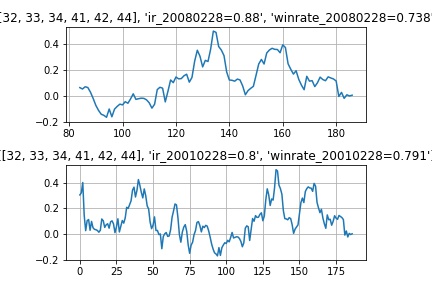 [32, 33, 34, 41, 42, 44], 'ir_20080228=0.88', 'winrate_20080228=0.738'
0.4
0.2
0.0
−0.2
80 100 120 140 160 180
[[32, 33, 34, 41, 42, 44], 'ir_20010228=0.8', 'winrate_20010228=0.791']
0.4
0.2
0.0
−0.2
0 25 50 75 100 125 150 175